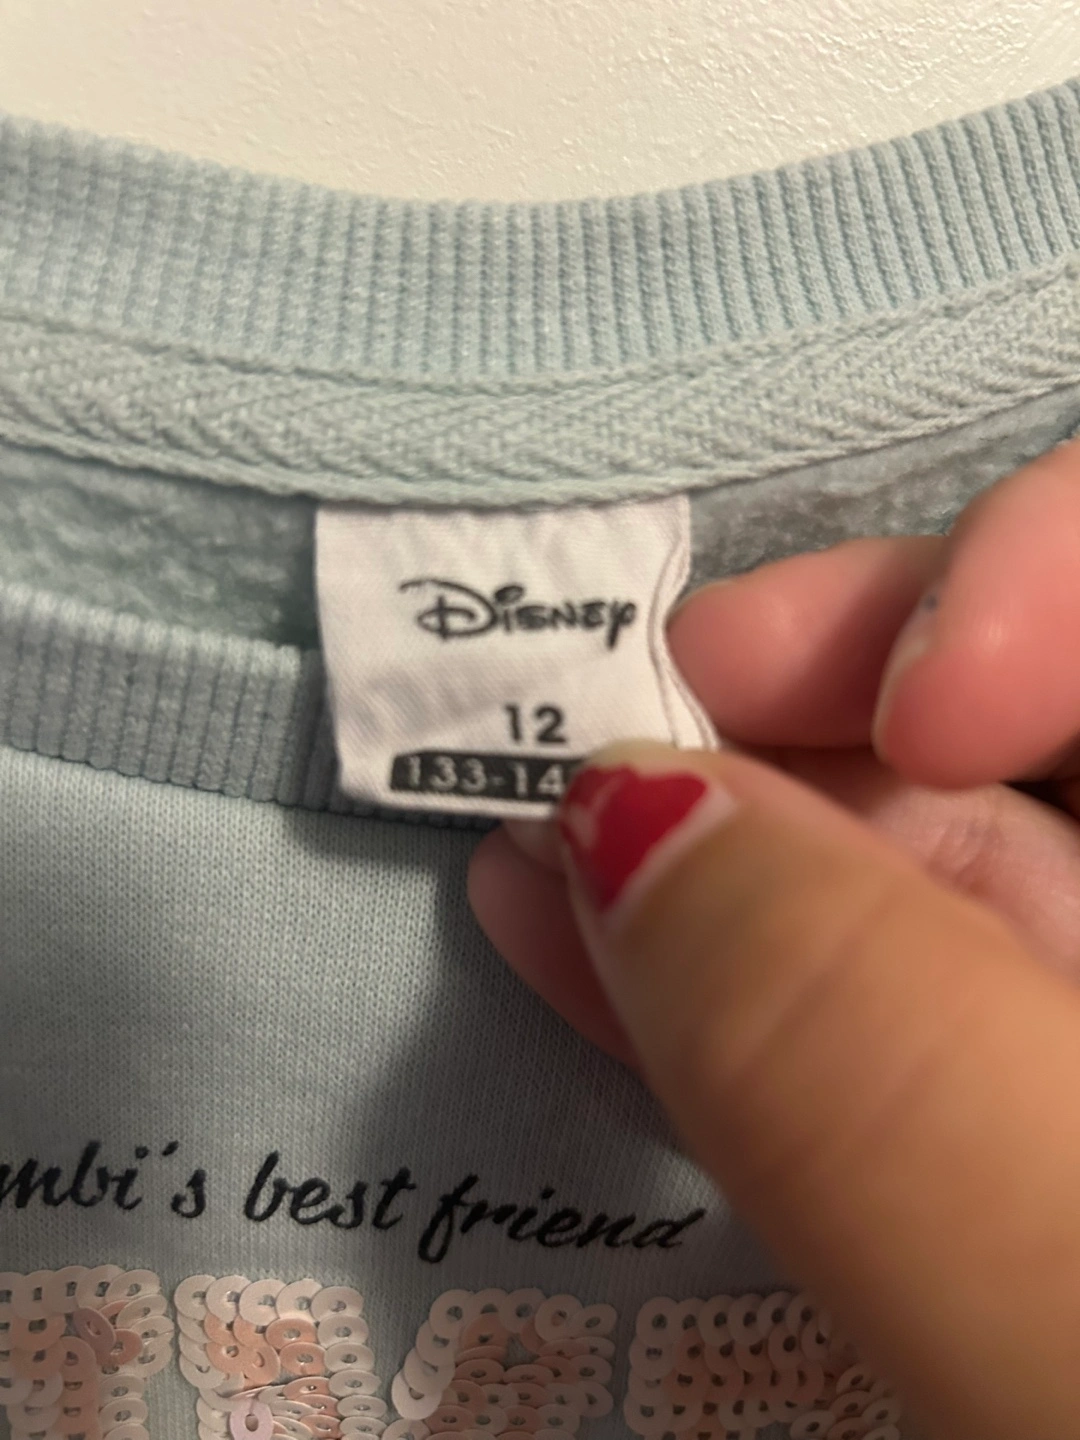 Disney
12
133-14
mbi´s best friend